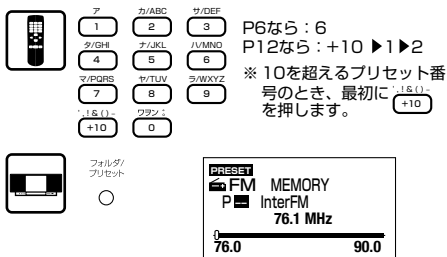 ア カ/ABC サ/DEF
1 2 3
タ/GHI ナ/JKL ハ/MNO
4 5 6
マ/PQRS ヤ/TUV ラ/WXYZ
7 8 9
’.!&()- ワヲン
+10 0
P6なら:6
P12なら:+10 ▶1▶2
※ 10を超えるプリセット番
号のとき、最初に ’.!&()- +10
を押します。
フォルダ/
プリセット
PRESET
FM MEMORY
P InterFM
76.1 MHz
76.0 90.0